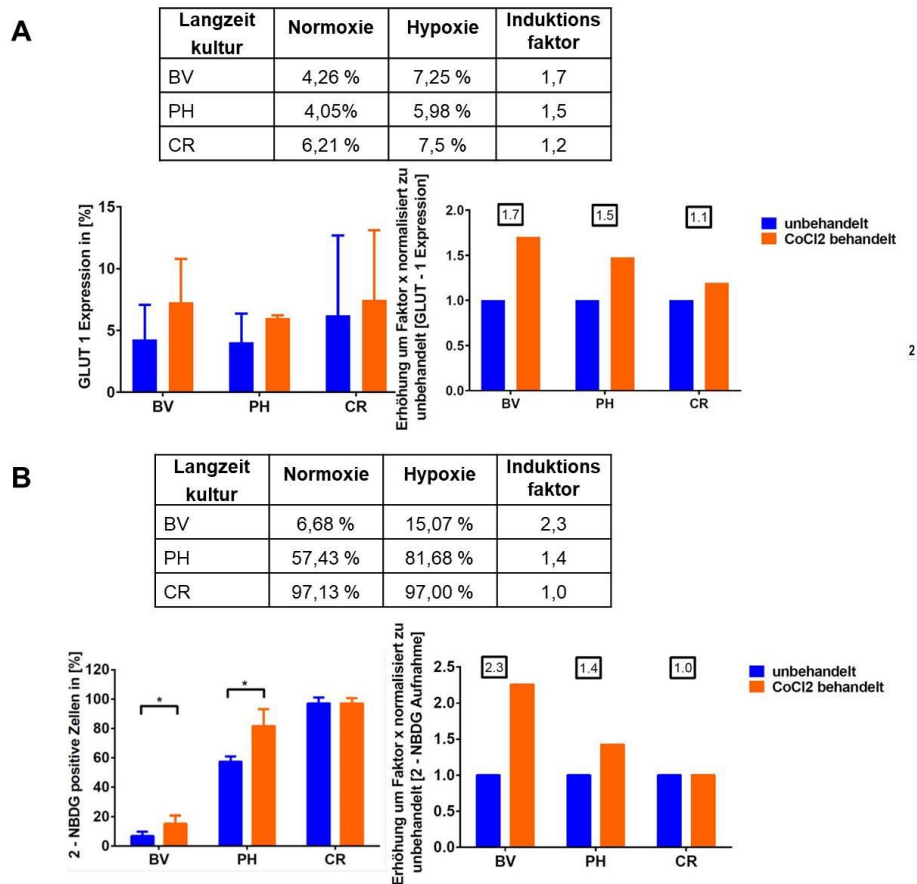 A
Langzeit kultur Normoxie Hypoxie Induktions faktor
BV 4,26 % 7,25 % 1,7
PH 4,05% 5,98 % 1,5
CR 6,21 % 7,5 % 1,2
GLUT 1 Expression in [%]
15
10
5
0
BV PH CR
Erhöhung um Faktor x normalisiert zu
unbehandelt [GLUT - 1 Expression]
2.0
1.5
1.0
0.5
0.0
1.7 1.5 1.1
BV PH CR
unbehandelt
CoCl2 behandelt
2
B
Langzeit kultur Normoxie Hypoxie Induktions faktor
BV 6,68 % 15,07 % 2,3
PH 57,43 % 81,68 % 1,4
CR 97,13 % 97,00 % 1,0
2 - NBDG positive Zellen in [%]
120
100
80
60
40
20
0
* *
BV PH CR
Erhöhung um Faktor x normalisiert zu
unbehandelt [2 - NBDG Aufnahme]
2.5
2.0
1.5
1.0
0.5
0.0
2.3 1.4 1.0
BV PH CR
unbehandelt
CoCl2 behandelt